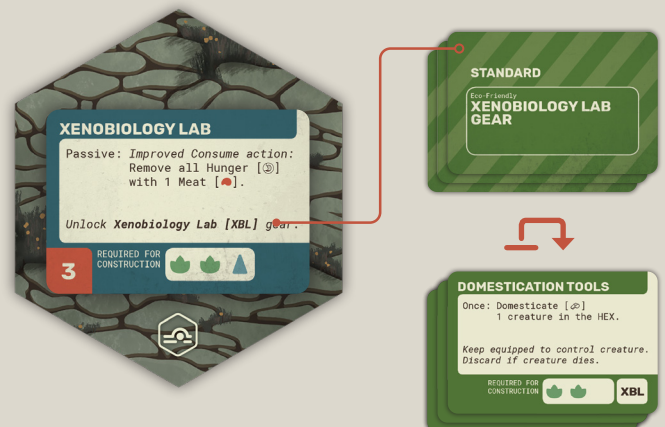 XENOBIOLOGY LAB
Passive: Improved Consume action:
Remove all Hunger [ ]
with 1 Meat [ ].
Unlock Xenobiology Lab [XBL] gear.
3
REQUIRED FOR
CONSTRUCTION
STANDARD
Eco-Friendly
XENOBIOLOGY LAB
GEAR
DOMESTICATION TOOLS
Once: Domesticate [ ]
1 creature in the HEX.
Keep equipped to control creature.
Discard if creature dies.
REQUIRED FOR
CONSTRUCTION
XBL